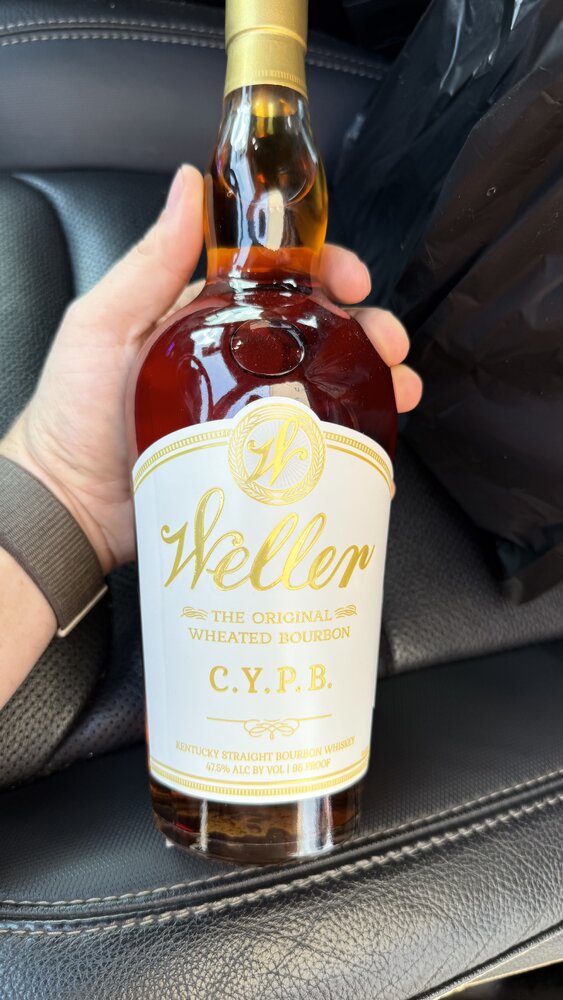 W
Weller
THE ORIGINAL
WHEATED BOURBON
C.Y.P.B.
KENTUCKY STRAIGHT BOURBON WHISKEY
47.5% ALC BY VOL | 95 PROOF